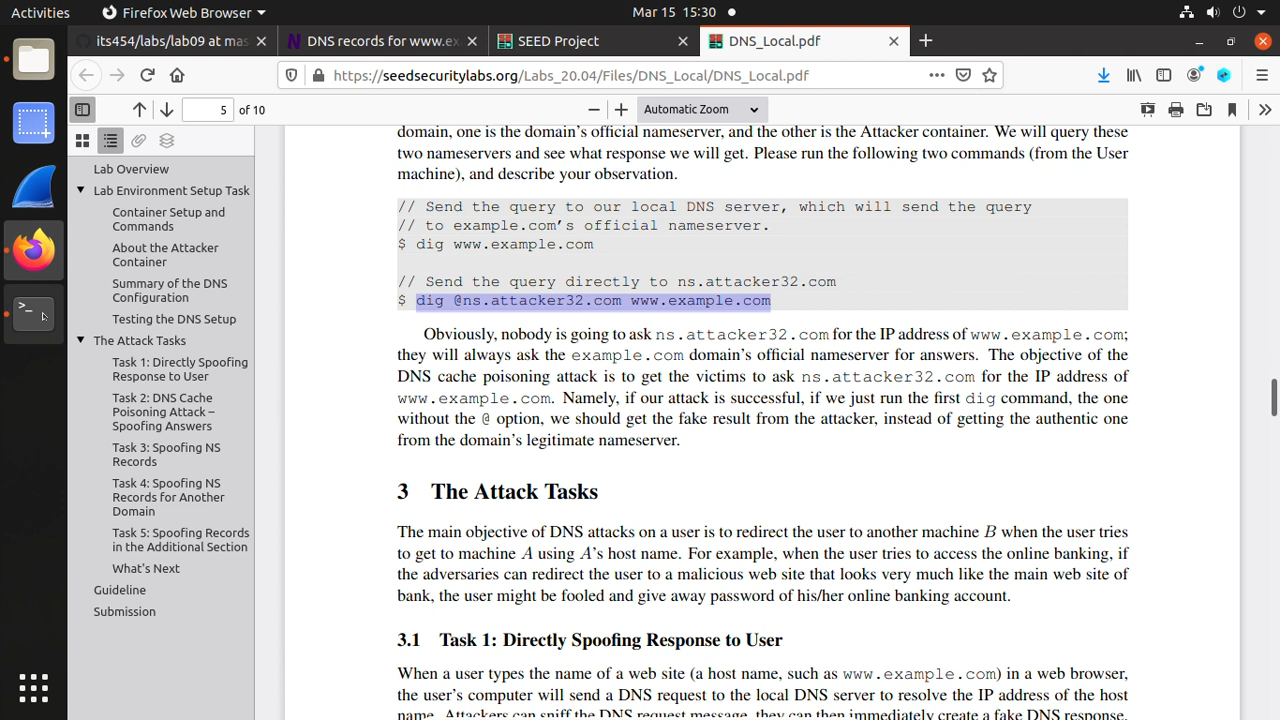 Activities
Firefox Web Browser
Mar 15 15:30
its454/labs/lab09 at mas
DNS records for www.ex
SEED Project
DNS_Local.pdf
https://seedsecuritylabs.org/Labs_20.04/Files/DNS_Local/DNS_Local.pdf
5 of 10
Automatic Zoom
Lab Overview
Lab Environment Setup Task
Container Setup and
Commands
About the Attacker
Container
Summary of the DNS
Configuration
Testing the DNS Setup
The Attack Tasks
Task 1: Directly Spoofing
Response to User
Task 2: DNS Cache
Poisoning Attack –
Spoofing Answers
Task 3: Spoofing NS
Records
Task 4: Spoofing NS
Records for Another
Domain
Task 5: Spoofing Records
in the Additional Section
What's Next
Guideline
Submission
domain, one is the domain's official nameserver, and the other is the Attacker container. We will query these
two nameservers and see what response we will get. Please run the following two commands (from the User
machine), and describe your observation.
// Send the query to our local DNS server, which will send the query
// to example.com's official nameserver.
$ dig www.example.com
// Send the query directly to ns.attacker32.com
$ dig @ns.attacker32.com www.example.com
Obviously, nobody is going to ask ns.attacker32.com for the IP address of www.example.com;
they will always ask the example.com domain's official nameserver for answers. The objective of the
DNS cache poisoning attack is to get the victims to ask ns.attacker32.com for the IP address of
www.example.com. Namely, if our attack is successful, if we just run the first dig command, the one
without the @ option, we should get the fake result from the attacker, instead of getting the authentic one
from the domain's legitimate nameserver.
3 The Attack Tasks
The main objective of DNS attacks on a user is to redirect the user to another machine B when the user tries
to get to machine A using A's host name. For example, when the user tries to access the online banking, if
the adversaries can redirect the user to a malicious web site that looks very much like the main web site of
bank, the user might be fooled and give away password of his/her online banking account.
3.1 Task 1: Directly Spoofing Response to User
When a user types the name of a web site (a host name, such as www.example.com) in a web browser,
the user's computer will send a DNS request to the local DNS server to resolve the IP address of the host
name. Attackers can sniff the DNS request message, they can then immediately create a fake DNS response,